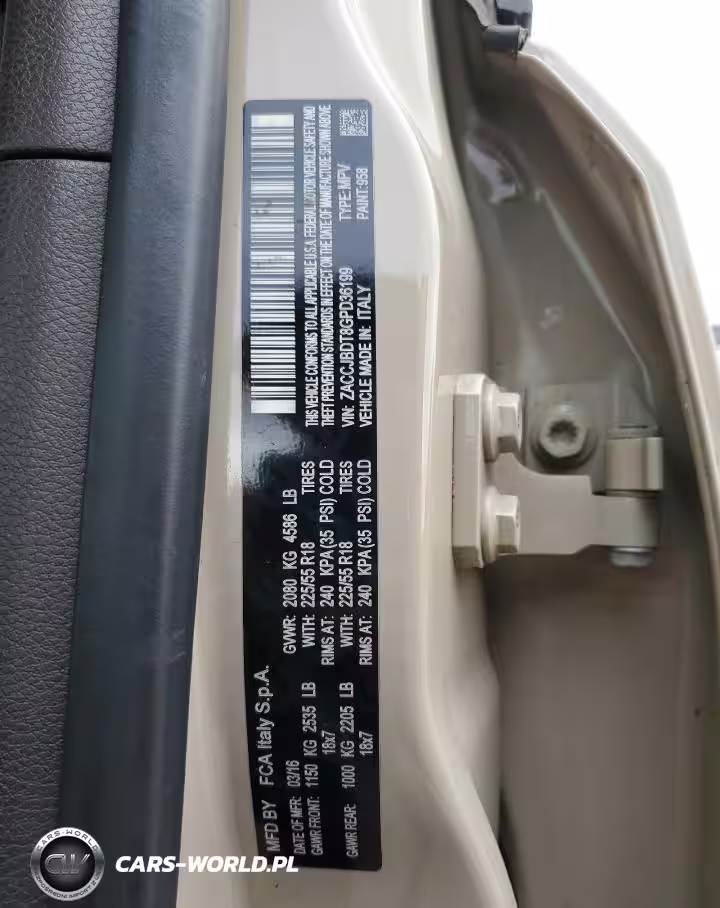 MFD BY FCA Italy S.p.A.
DATE OF MFR: 03/16 GVWR: 2080 KG 4586 LB
GAWR FRONT: 1150 KG 2535 LB WITH: 225/55 R18 TIRES
18x7 RIMS AT: 240 KPA(35 PSI) COLD
GAWR REAR: 1000 KG 2205 LB WITH: 225/55 R18 TIRES
18x7 RIMS AT: 240 KPA(35 PSI) COLD
THIS VEHICLE CONFORMS TO ALL APPLICABLE U.S.A. FEDERAL MOTOR VEHICLE SAFETY AND
THEFT PREVENTION STANDARDS IN EFFECT ON THE DATE OF MANUFACTURE SHOWN ABOVE
VIN: ZACCJBDT8GPD36199 TYPE: MPV
VEHICLE MADE IN: ITALY PAINT: 958
CARS-WORLD
CW
CARS-WORLD.PL